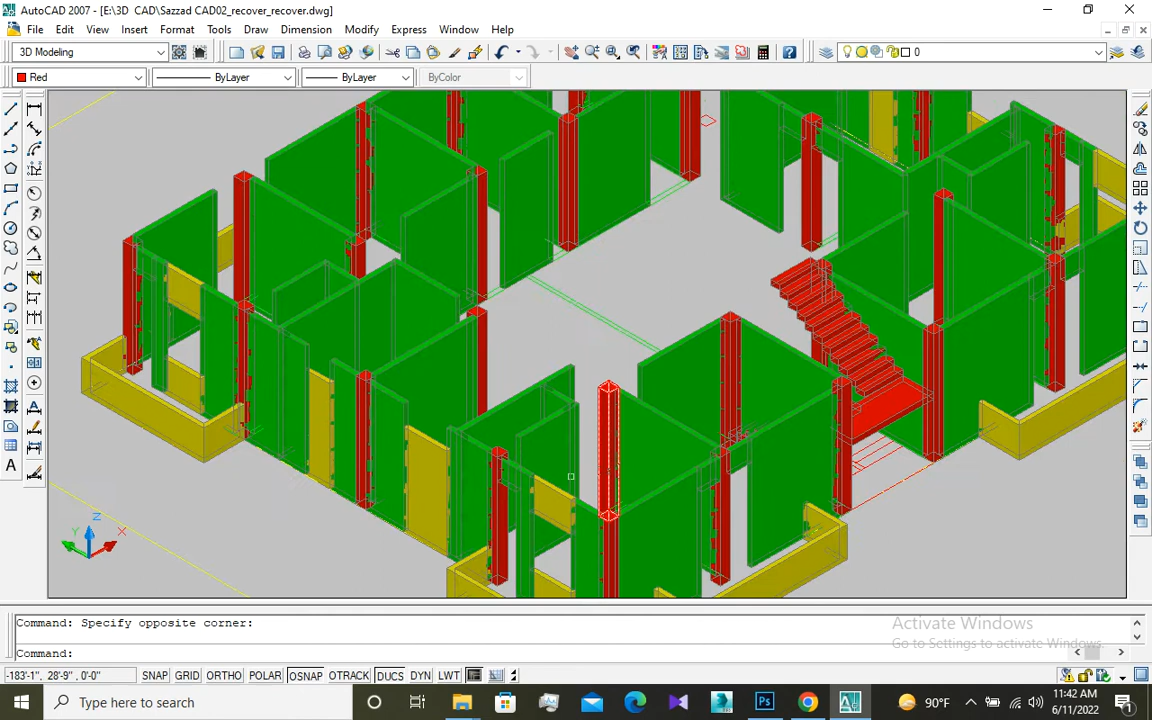 AutoCAD 2007 - [E:\3D  CAD\Sazzad CAD02_recover_recover.dwg]
File Edit View Insert Format Tools Draw Dimension Modify Express Window Help
3D Modeling 0
Red ByLayer ByLayer ByColor
Z
Y X
Command: Specify opposite corner:
Command:
Activate Windows
Go to Settings to activate Windows.
-183'-1", 28'-9" , 0'-0" SNAP GRID ORTHO POLAR OSNAP OTRACK DUCS DYN LWT
Type here to search
Ps
90°F
11:42 AM
6/11/2022
1